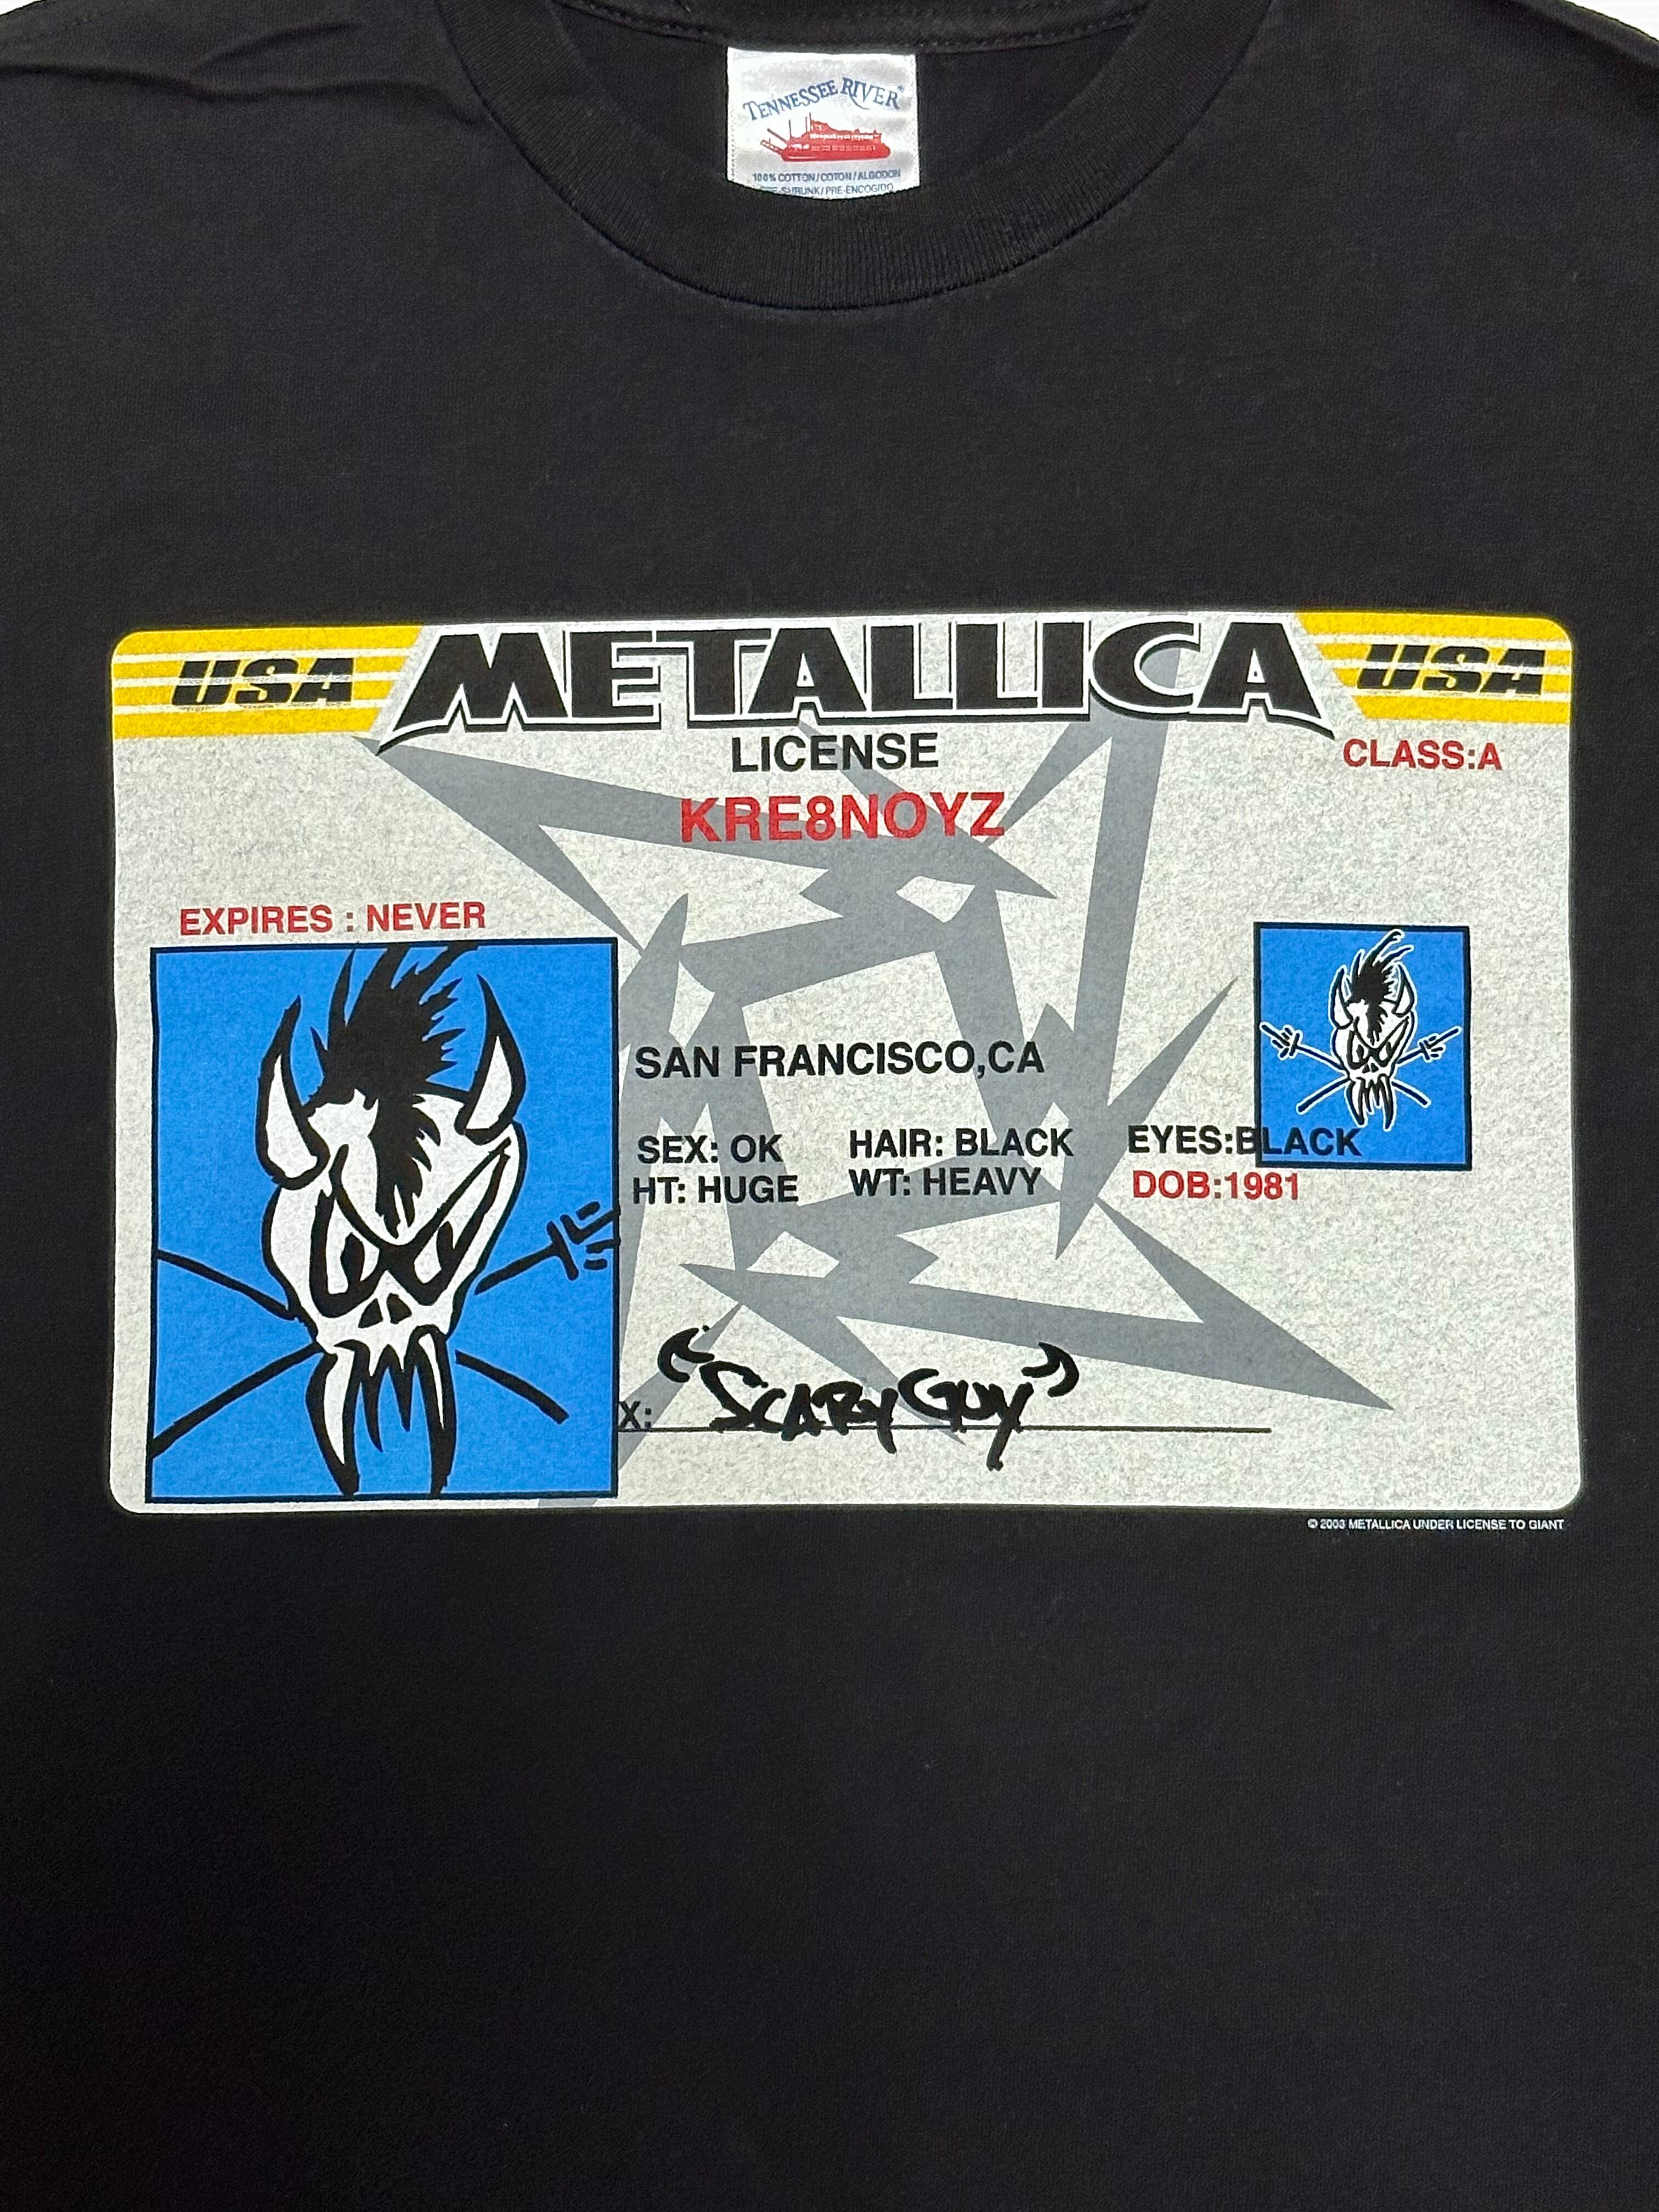 TENNESSEE RIVER®
100% COTTON/COTON/ALGODON
PRE-SHRUNK/PRE-ENCOGIDO
USA METALLICA USA
LICENSE
CLASS:A
KRE8NOYZ
EXPIRES : NEVER
SAN FRANCISCO,CA
SEX: OK HAIR: BLACK EYES:BLACK
HT: HUGE WT: HEAVY DOB:1981
X: "SCARY GUY"
© 2003 METALLICA UNDER LICENSE TO GIANT